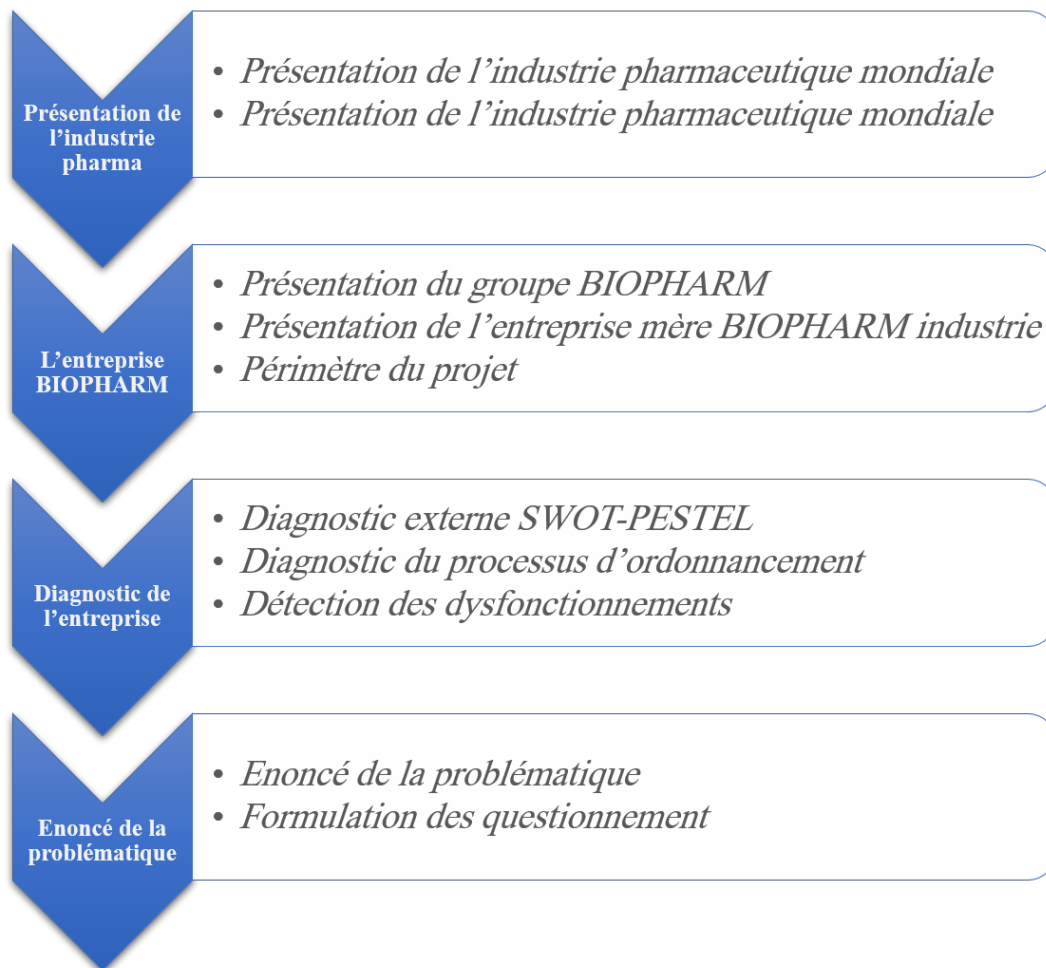 Présentation de
l’industrie
pharma
• Présentation de l’industrie pharmaceutique mondiale
• Présentation de l’industrie pharmaceutique mondiale
L’entreprise
BIOPHARM
• Présentation du groupe BIOPHARM
• Présentation de l’entreprise mère BIOPHARM industrie
• Périmètre du projet
Diagnostic de
l’entreprise
• Diagnostic externe SWOT-PESTEL
• Diagnostic du processus d’ordonnancement
• Détection des dysfonctionnements
Enoncé de la
problématique
• Enoncé de la problématique
• Formulation des questionnement